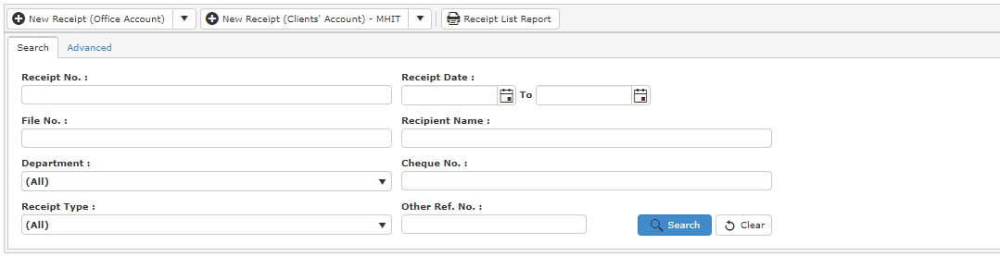 New Receipt (Office Account) New Receipt (Clients' Account) - MHIT Receipt List Report
Search Advanced
Receipt No. : Receipt Date :
To
File No. : Recipient Name :
Department : Cheque No. :
(All)
Receipt Type : Other Ref. No. :
(All) Search Clear